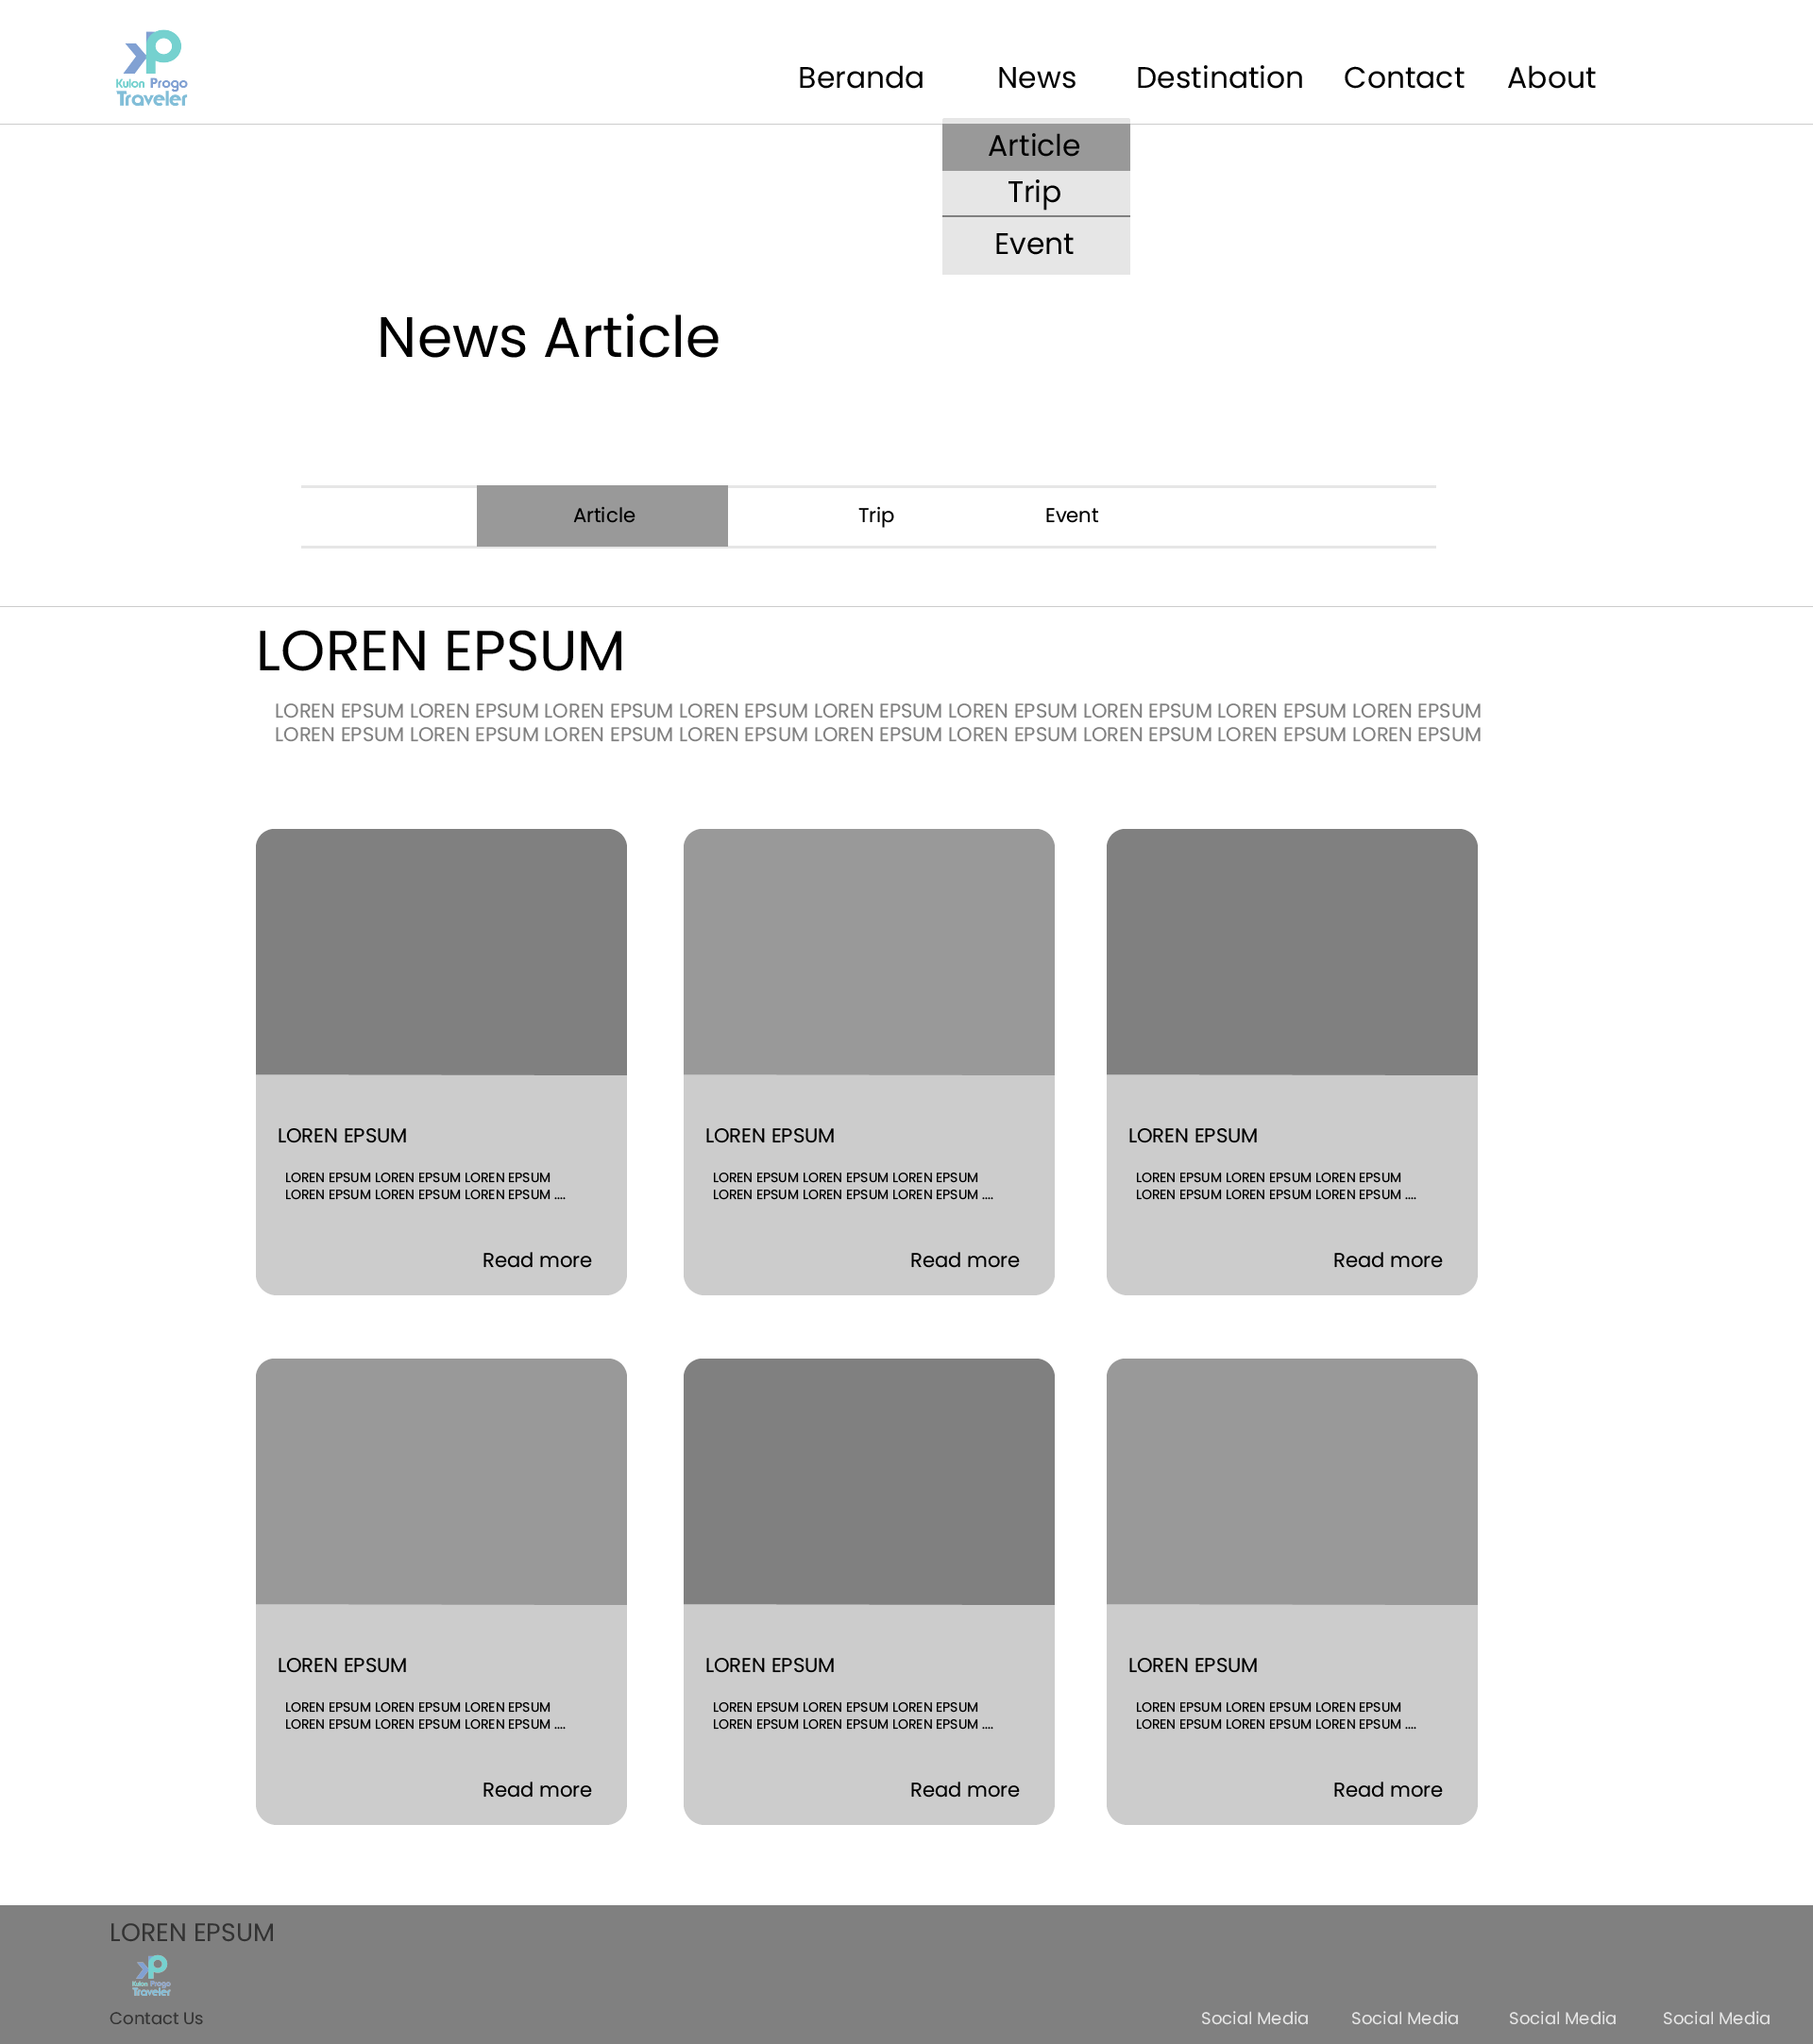 Kulon Progo
Traveler
Beranda News Destination Contact About
Article
Trip
Event
News Article
Article Trip Event
LOREN EPSUM
LOREN EPSUM LOREN EPSUM LOREN EPSUM LOREN EPSUM LOREN EPSUM LOREN EPSUM LOREN EPSUM LOREN EPSUM LOREN EPSUM
LOREN EPSUM LOREN EPSUM LOREN EPSUM LOREN EPSUM LOREN EPSUM LOREN EPSUM LOREN EPSUM LOREN EPSUM LOREN EPSUM
LOREN EPSUM
LOREN EPSUM LOREN EPSUM LOREN EPSUM
LOREN EPSUM LOREN EPSUM LOREN EPSUM ....
Read more
LOREN EPSUM
LOREN EPSUM LOREN EPSUM LOREN EPSUM
LOREN EPSUM LOREN EPSUM LOREN EPSUM ....
Read more
LOREN EPSUM
LOREN EPSUM LOREN EPSUM LOREN EPSUM
LOREN EPSUM LOREN EPSUM LOREN EPSUM ....
Read more
LOREN EPSUM
LOREN EPSUM LOREN EPSUM LOREN EPSUM
LOREN EPSUM LOREN EPSUM LOREN EPSUM ....
Read more
LOREN EPSUM
LOREN EPSUM LOREN EPSUM LOREN EPSUM
LOREN EPSUM LOREN EPSUM LOREN EPSUM ....
Read more
LOREN EPSUM
LOREN EPSUM LOREN EPSUM LOREN EPSUM
LOREN EPSUM LOREN EPSUM LOREN EPSUM ....
Read more
LOREN EPSUM
Kulon Progo
Traveler
Contact Us
Social Media Social Media Social Media Social Media